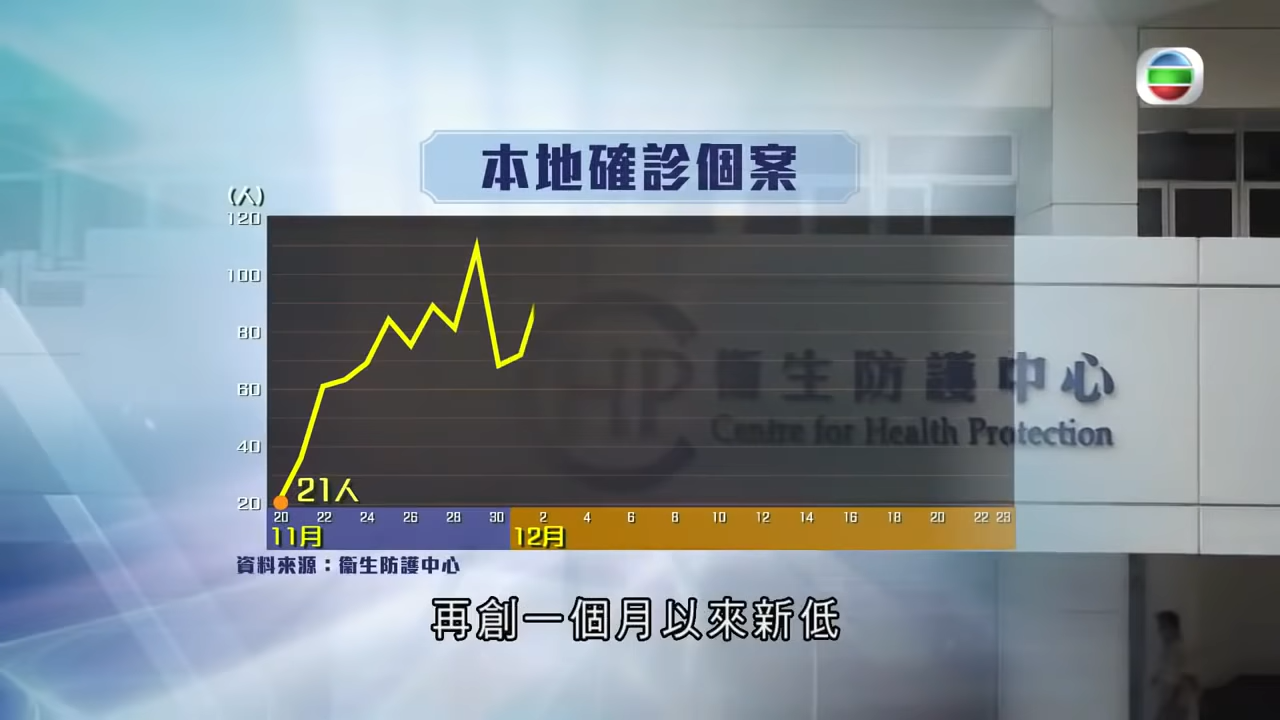 本地確診個案
(人)
120
100
80
60
40
20
21人
20 22 24 26 28 30 2 4 6 8 10 12 14 16 18 20 22 23
11月 12月
資料來源：衞生防護中心
CHP
衞生防護中心
Centre for Health Protection
再創一個月以來新低